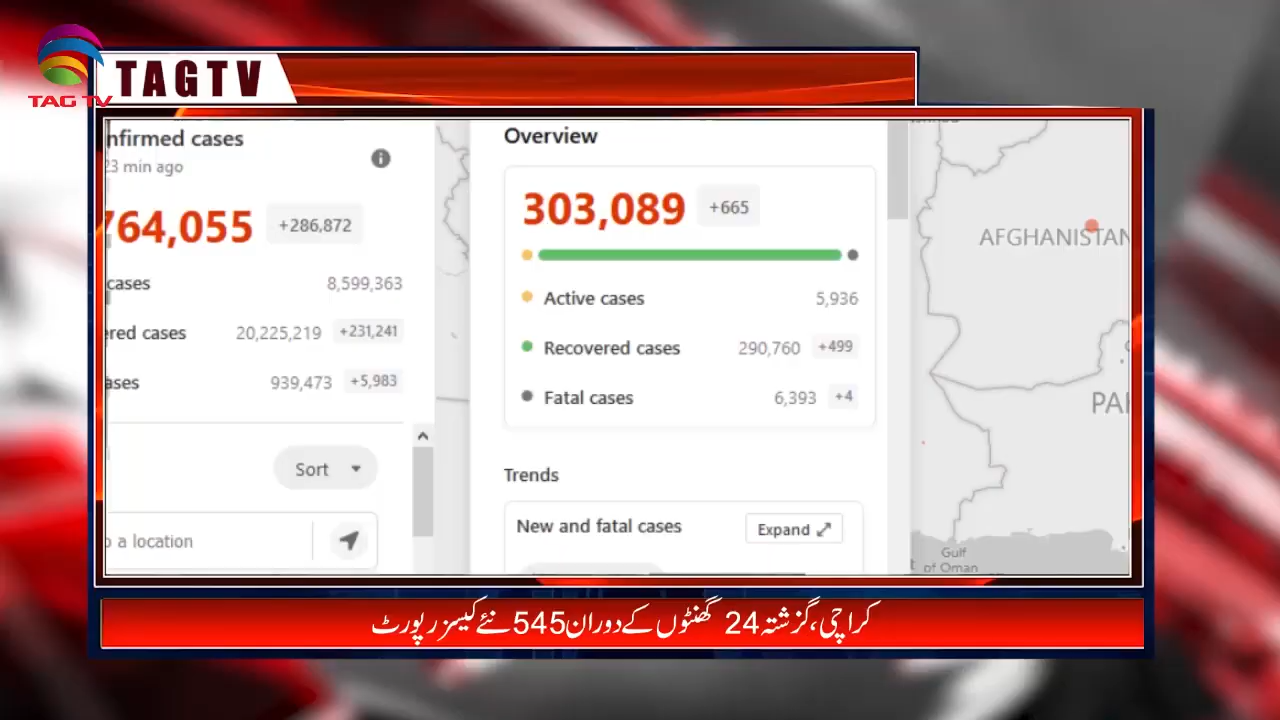 TAG TV
TAGTV
nfirmed cases
23 min ago
764,055 +286,872
cases 8,599,363
ered cases 20,225,219 +231,241
ases 939,473 +5,983
Sort
o a location
Overview
303,089 +665
Active cases 5,936
Recovered cases 290,760 +499
Fatal cases 6,393 +4
Trends
New and fatal cases Expand
AFGHANISTAN
PAK
Gulf
of Oman
کراچی،گزشتہ 24 گھنٹوں کے دوران 545 نئے کیسز رپورٹ